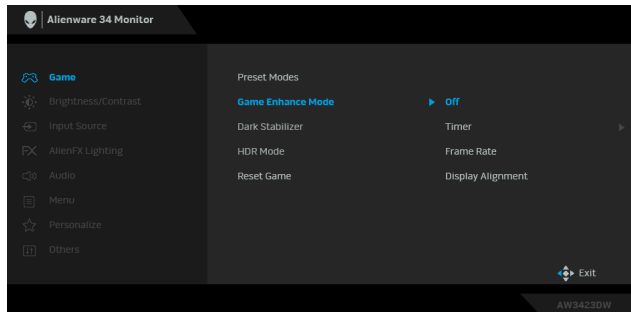 Alienware 34 Monitor
Game
Brightness/Contrast
Input Source
AlienFX Lighting
Audio
Menu
Personalize
Others
Preset Modes
Game Enhance Mode
Off
Dark Stabilizer
Timer
HDR Mode
Frame Rate
Reset Game
Display Alignment
Exit
AW3423DW